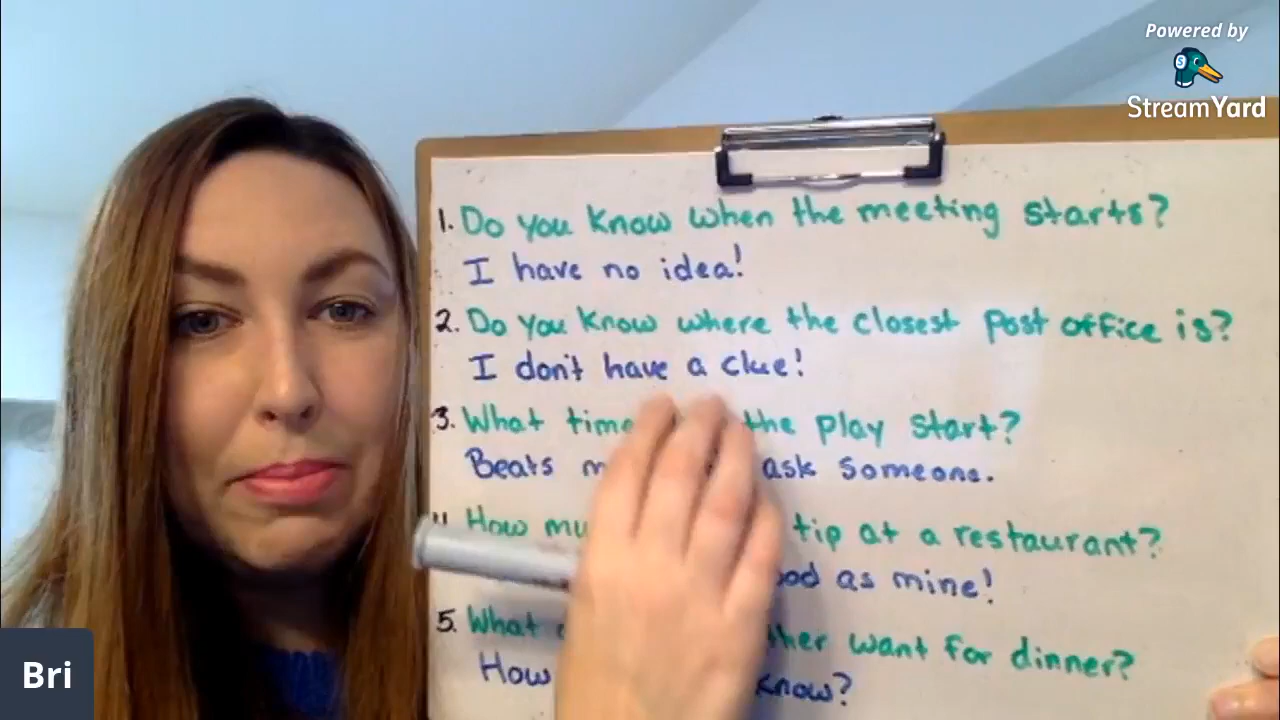 Powered by
StreamYard
1. Do you know when the meeting starts?
I have no idea!
2. Do you know where the closest post office is?
I don't have a clue!
3. What time the play start?
Beats ask someone.
How tip at a restaurant?
as mine!
5. What want for dinner?
How know?
Bri